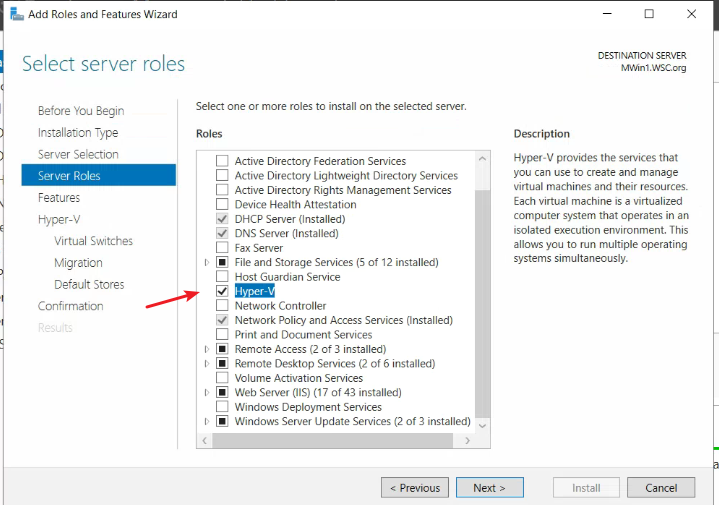 Add Roles and Features Wizard
Select server roles
DESTINATION SERVER
MWin1.WSC.org
Before You Begin
Installation Type
Server Selection
Server Roles
Features
Hyper-V
Virtual Switches
Migration
Default Stores
Confirmation
Results
Select one or more roles to install on the selected server.
Roles
Active Directory Federation Services
Active Directory Lightweight Directory Services
Active Directory Rights Management Services
Device Health Attestation
DHCP Server (Installed)
DNS Server (Installed)
Fax Server
File and Storage Services (5 of 12 installed)
Host Guardian Service
Hyper-V
Network Controller
Network Policy and Access Services (Installed)
Print and Document Services
Remote Access (2 of 3 installed)
Remote Desktop Services (2 of 6 installed)
Volume Activation Services
Web Server (IIS) (17 of 43 installed)
Windows Deployment Services
Windows Server Update Services (2 of 3 installed)
Description
Hyper-V provides the services that
you can use to create and manage
virtual machines and their resources.
Each virtual machine is a virtualized
computer system that operates in an
isolated execution environment. This
allows you to run multiple operating
systems simultaneously.
< Previous
Next >
Install
Cancel